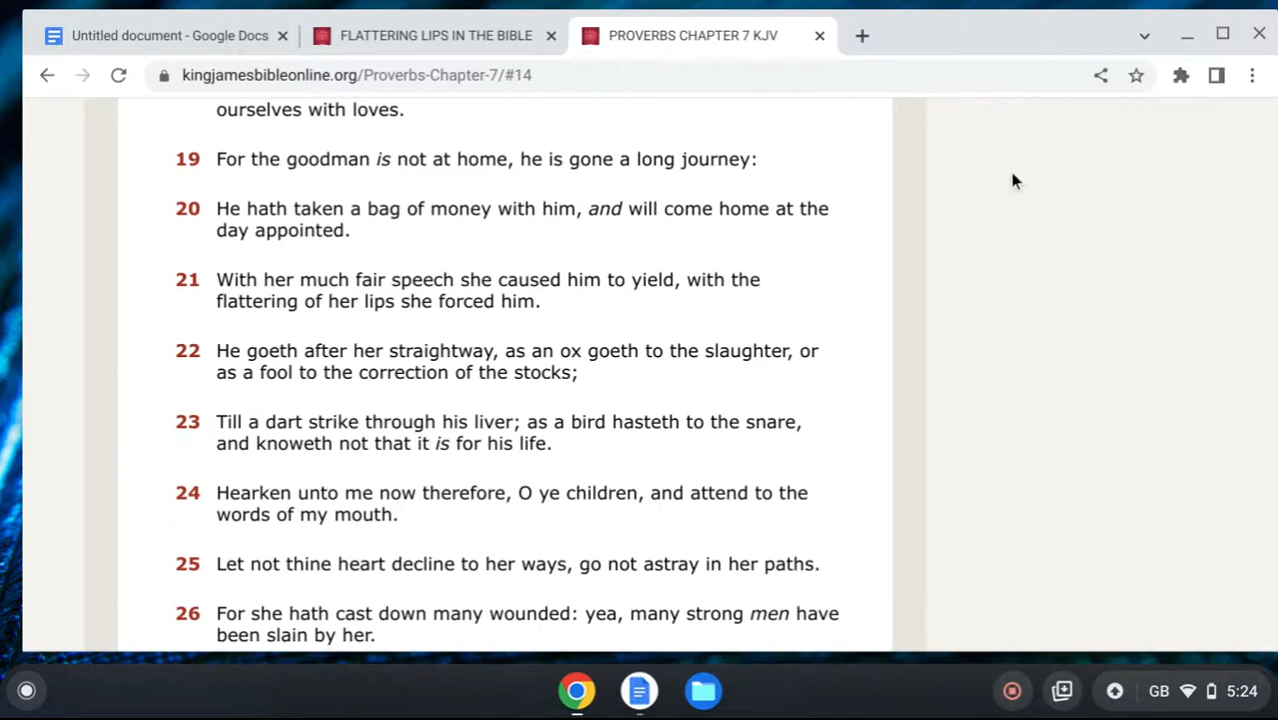 Untitled document - Google Docs
FLATTERING LIPS IN THE BIBLE
PROVERBS CHAPTER 7 KJV
kingjamesbibleonline.org/Proverbs-Chapter-7/#14
ourselves with loves.
19 For the goodman is not at home, he is gone a long journey:
20 He hath taken a bag of money with him, and will come home at the
day appointed.
21 With her much fair speech she caused him to yield, with the
flattering of her lips she forced him.
22 He goeth after her straightway, as an ox goeth to the slaughter, or
as a fool to the correction of the stocks;
23 Till a dart strike through his liver; as a bird hasteth to the snare,
and knoweth not that it is for his life.
24 Hearken unto me now therefore, O ye children, and attend to the
words of my mouth.
25 Let not thine heart decline to her ways, go not astray in her paths.
26 For she hath cast down many wounded: yea, many strong men have
been slain by her.
GB 5:24